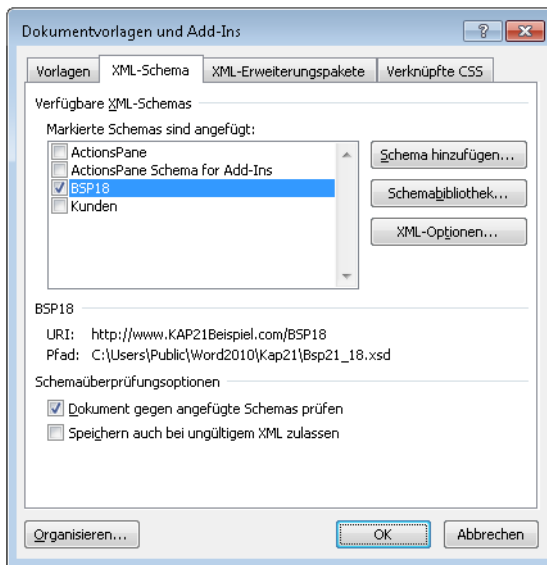 Dokumentvorlagen und Add-Ins
Vorlagen XML-Schema XML-Erweiterungspakete Verknüpfte CSS
Verfügbare XML-Schemas
Markierte Schemas sind angefügt:
ActionsPane
ActionsPane Schema for Add-Ins
BSP18
Kunden
Schema hinzufügen...
Schemabibliothek...
XML-Optionen...
BSP18
URI: http://www.KAP21Beispiel.com/BSP18
Pfad: C:\Users\Public\Word2010\Kap21\Bsp21_18.xsd
Schemaüberprüfungsoptionen
Dokument gegen angefügte Schemas prüfen
Speichern auch bei ungültigem XML zulassen
Organisieren... OK Abbrechen